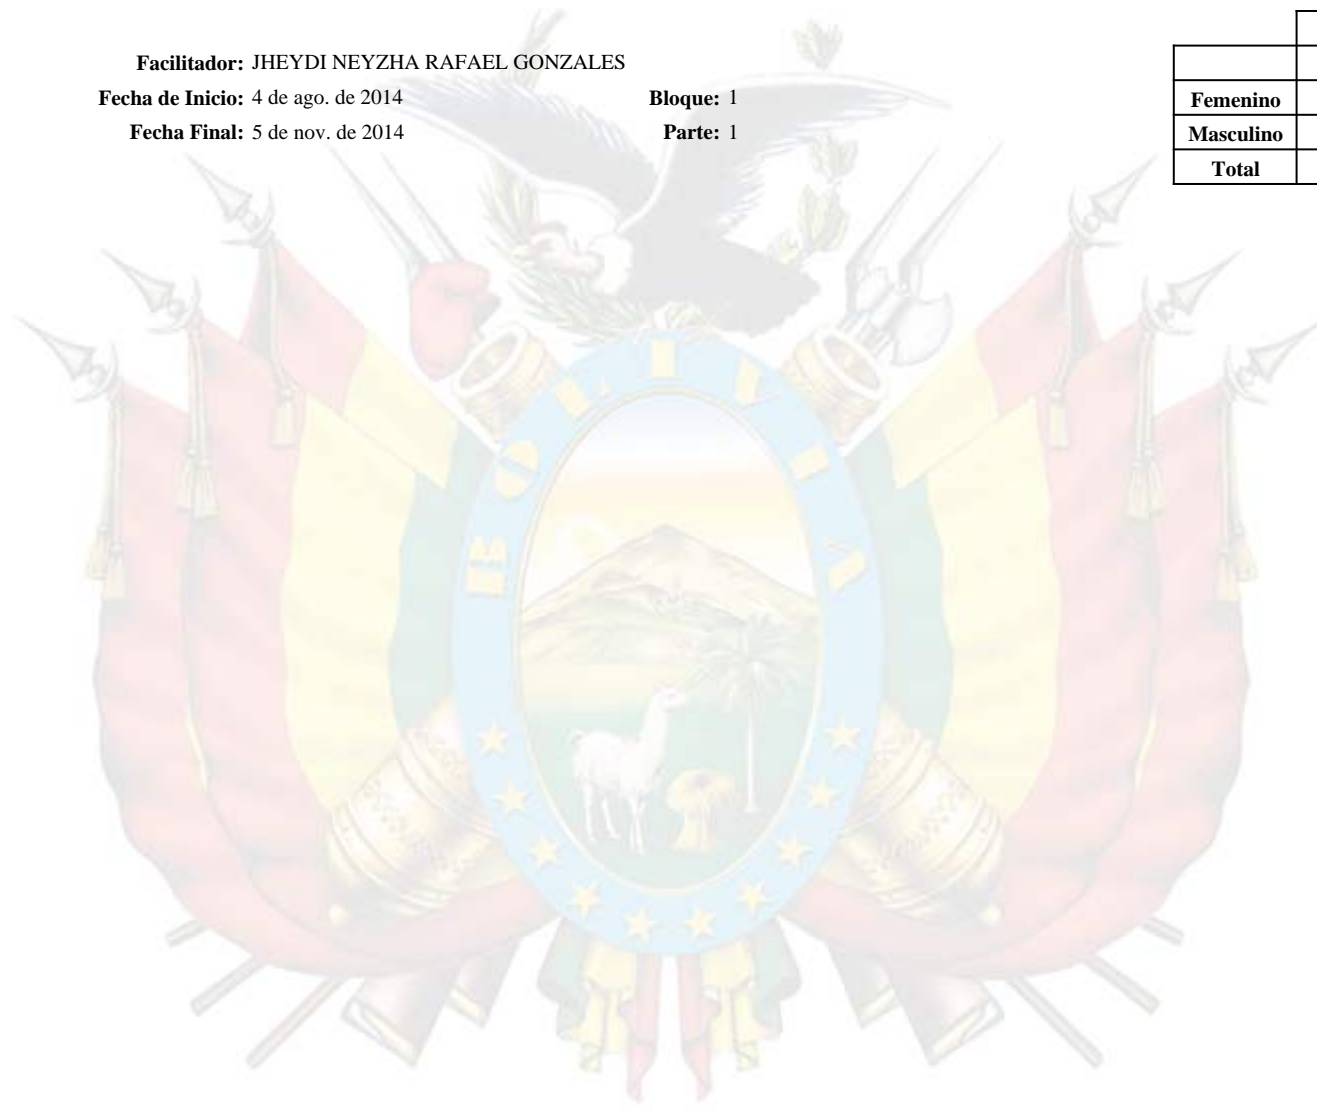 Facilitador: JHEYDI NEYZHA RAFAEL GONZALES
Fecha de Inicio: 4 de ago. de 2014 Bloque: 1
Fecha Final: 5 de nov. de 2014 Parte: 1
Femenino
Masculino
Total
BOLIVIA